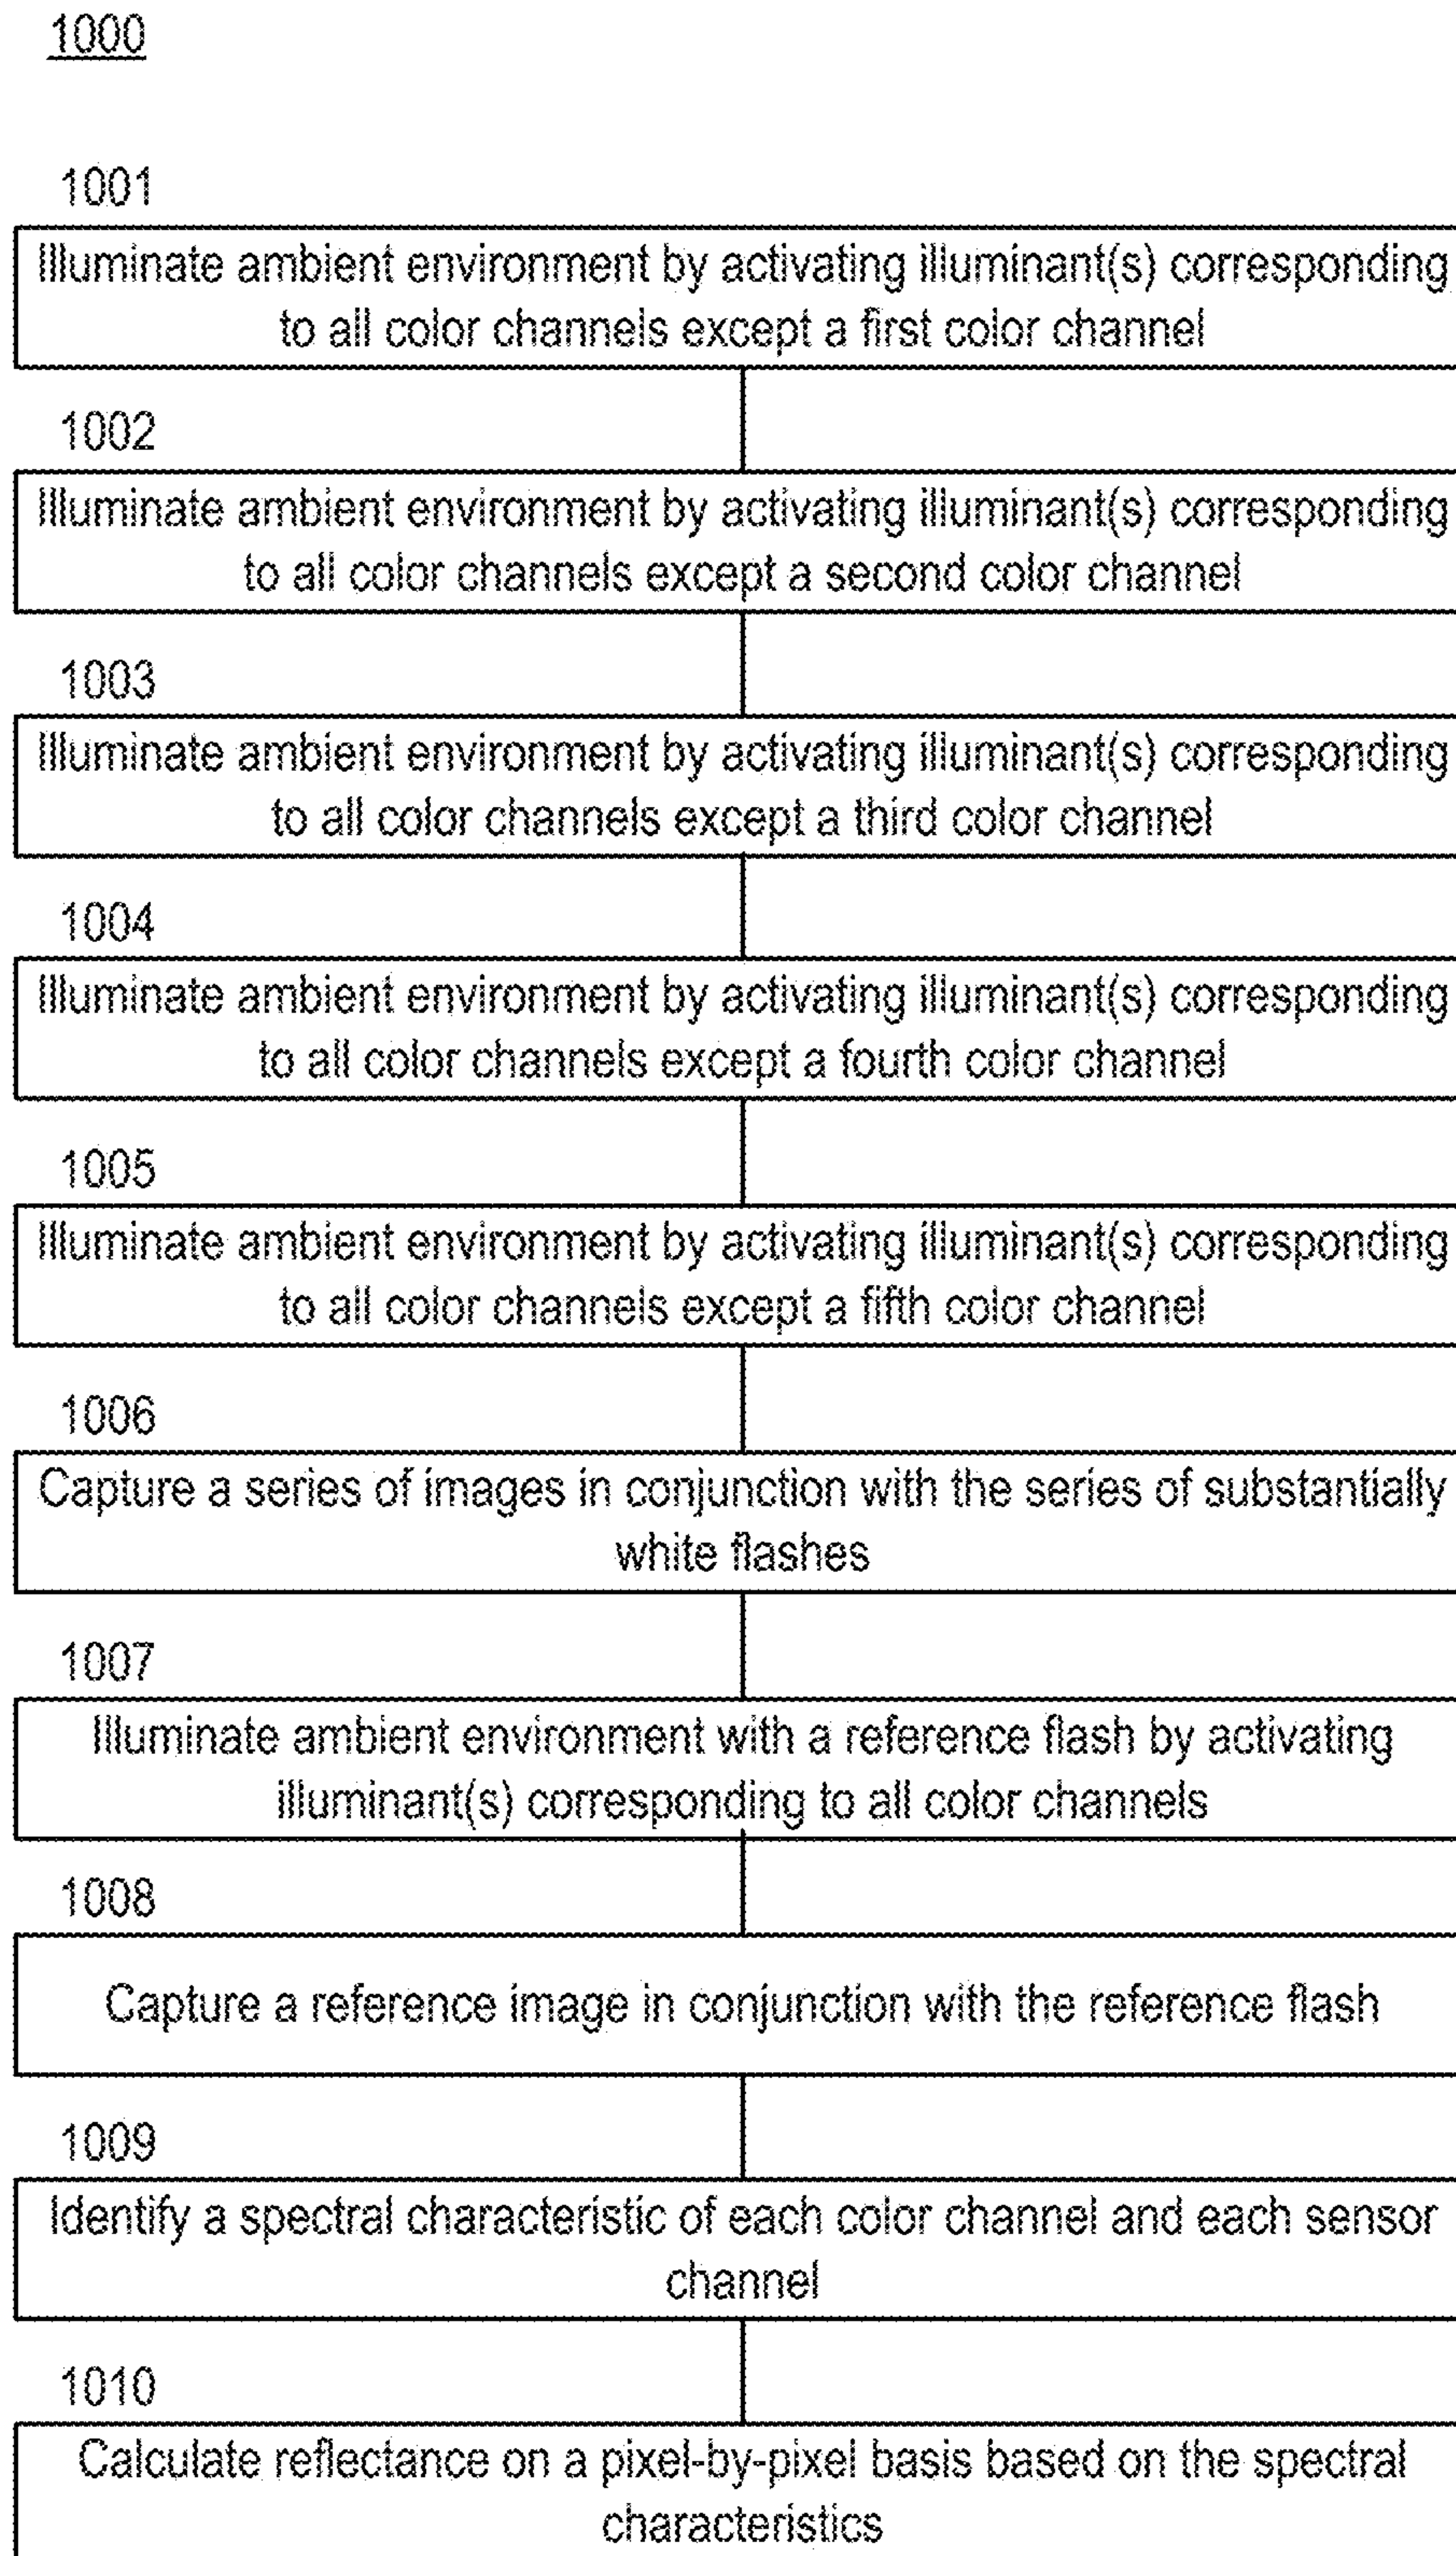 1000
1001
Illuminate ambient environment by activating illuminant(s) corresponding
to all color channels except a first color channel
1002
Illuminate ambient environment by activating illuminant(s) corresponding
to all color channels except a second color channel
1003
Illuminate ambient environment by activating illuminant(s) corresponding
to all color channels except a third color channel
1004
Illuminate ambient environment by activating illuminant(s) corresponding
to all color channels except a fourth color channel
1005
Illuminate ambient environment by activating illuminant(s) corresponding
to all color channels except a fifth color channel
1006
Capture a series of images in conjunction with the series of substantially
white flashes
1007
Illuminate ambient environment with a reference flash by activating
illuminant(s) corresponding to all color channels
1008
Capture a reference image in conjunction with the reference flash
1009
Identify a spectral characteristic of each color channel and each sensor
channel
1010
Calculate reflectance on a pixel-by-pixel basis based on the spectral
characteristics